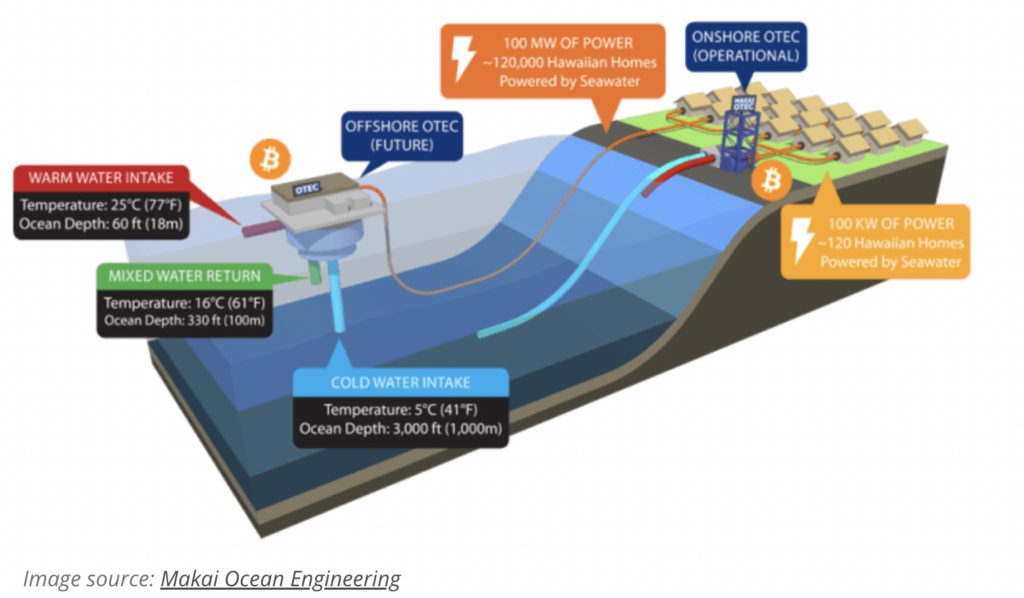 100 MW OF POWER
~120,000 Hawaiian Homes
Powered by Seawater
ONSHORE OTEC
(OPERATIONAL)
MAKAI
OTEC
OFFSHORE OTEC
(FUTURE)
WARM WATER INTAKE
Temperature: 25°C (77°F)
Ocean Depth: 60 ft (18m)
OTEC
100 KW OF POWER
~120 Hawaiian Homes
Powered by Seawater
MIXED WATER RETURN
Temperature: 16°C (61°F)
Ocean Depth: 330 ft (100m)
COLD WATER INTAKE
Temperature: 5°C (41°F)
Ocean Depth: 3,000 ft (1,000m)
Image source: Makai Ocean Engineering